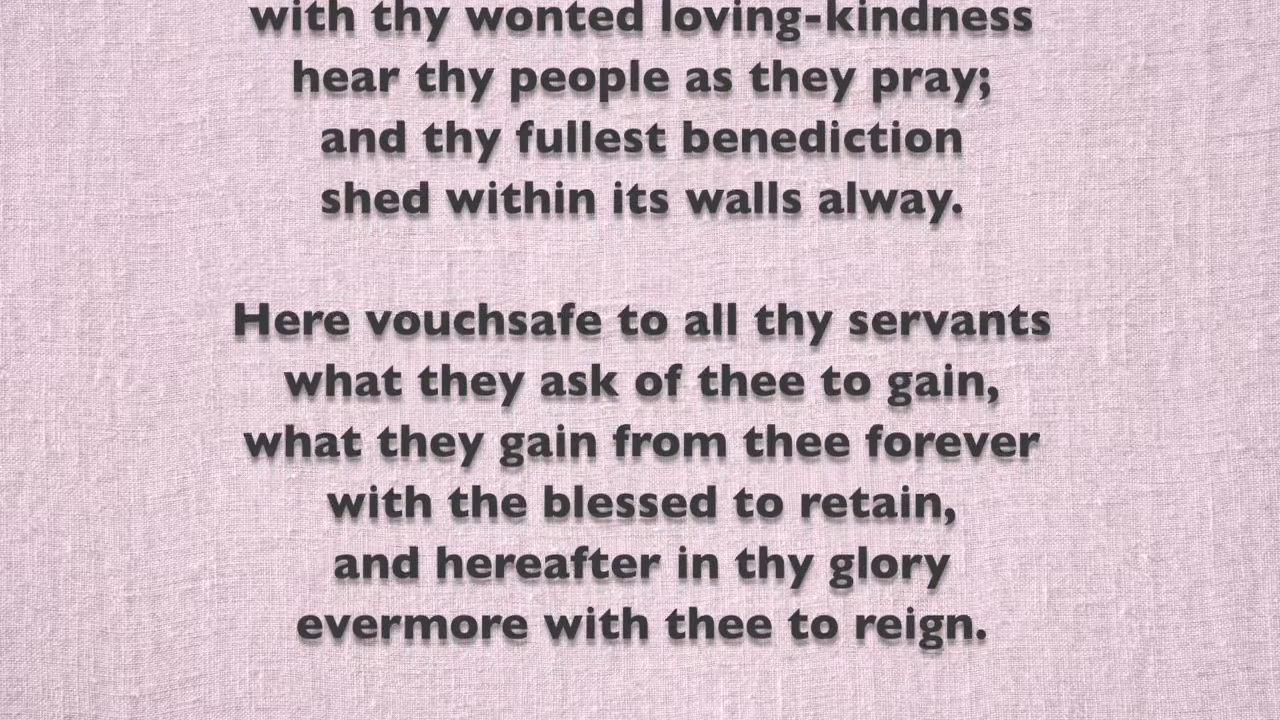 with thy wonted loving-kindness
hear thy people as they pray;
and thy fullest benediction
shed within its walls alway.
Here vouchsafe to all thy servants
what they ask of thee to gain,
what they gain from thee forever
with the blessed to retain,
and hereafter in thy glory
evermore with thee to reign.